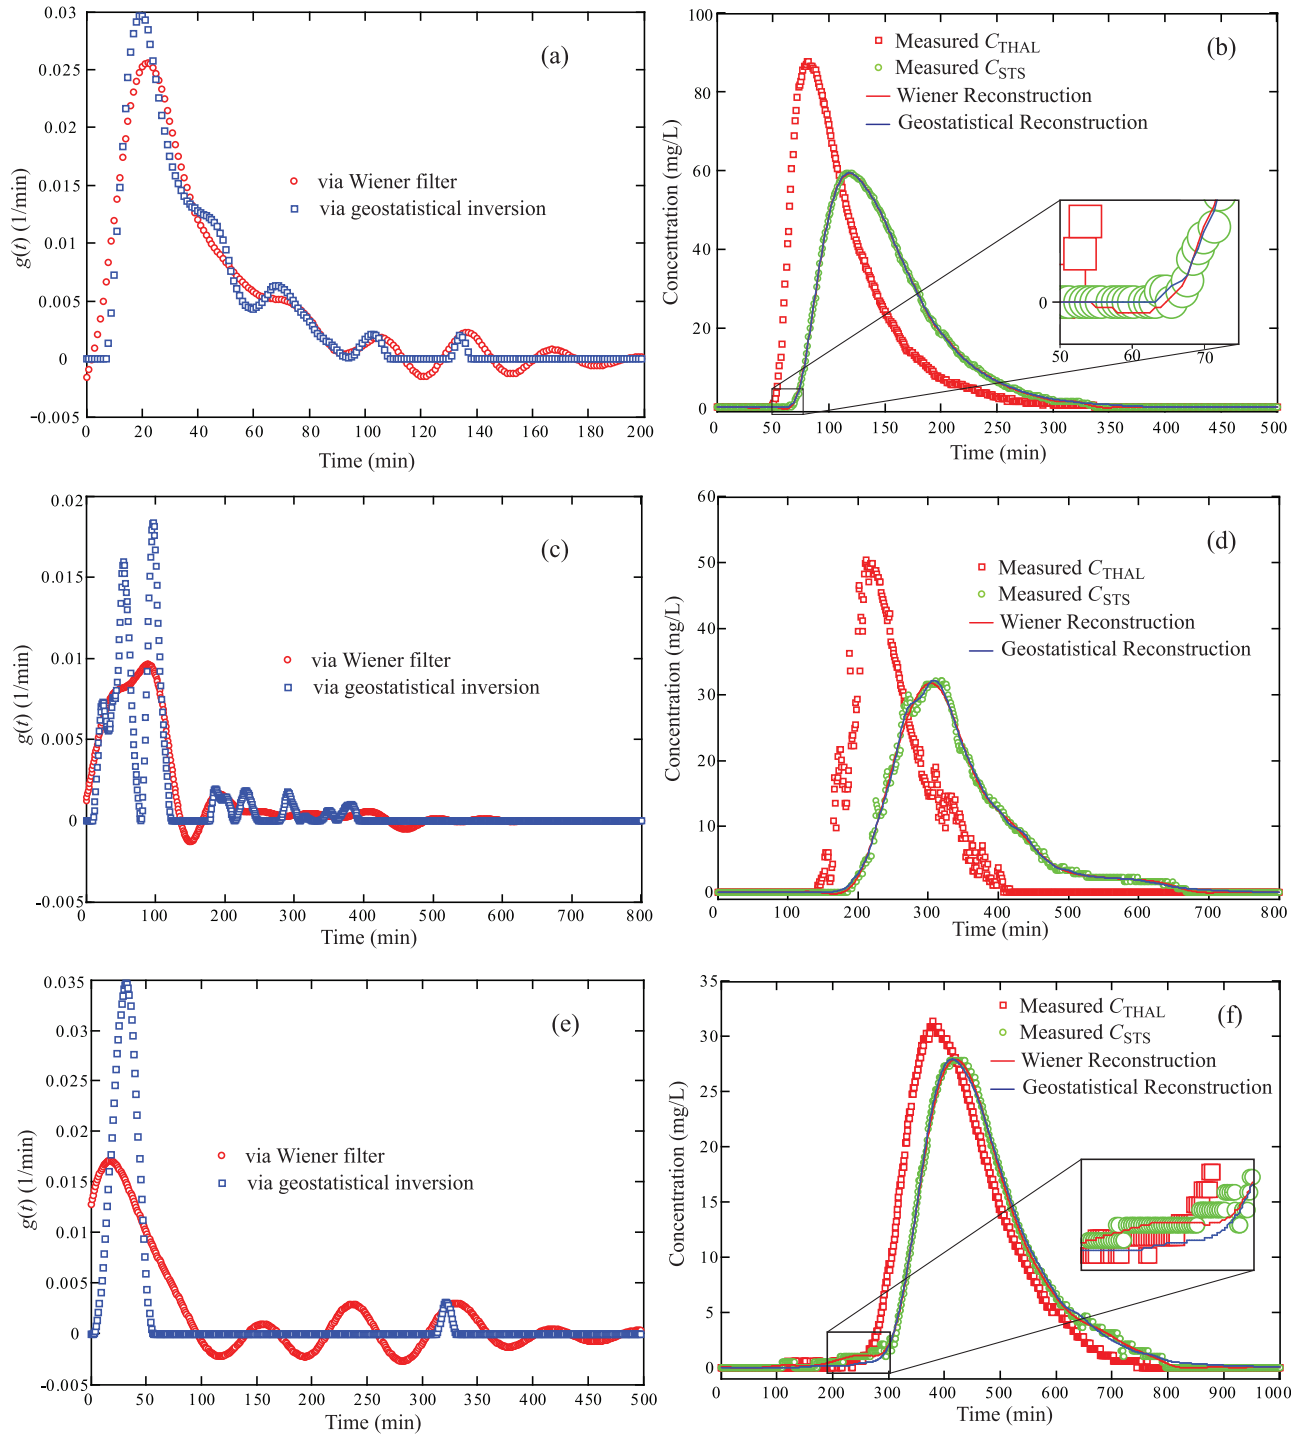 0.03
0.025
0.02
0.015
0.01
0.005
0
-0.005
g(t) (1/min)
(a)
via Wiener filter
via geostatistical inversion
0 20 40 60 80 100 120 140 160 180 200
Time (min)
100
80
60
40
20
0
Concentration (mg/L)
(b)
Measured C_THAL
Measured C_STS
Wiener Reconstruction
Geostatistical Reconstruction
0
50 60 70
0 50 100 150 200 250 300 350 400 450 500
Time (min)
0.02
0.015
0.01
0.005
0
-0.005
g(t) (1/min)
(c)
via Wiener filter
via geostatistical inversion
0 100 200 300 400 500 600 700 800
Time (min)
60
50
40
30
20
10
0
Concentration (mg/L)
(d)
Measured C_THAL
Measured C_STS
Wiener Reconstruction
Geostatistical Reconstruction
0 100 200 300 400 500 600 700 800
Time (min)
0.035
0.03
0.025
0.02
0.015
0.01
0.005
0
-0.005
g(t) (1/min)
(e)
via Wiener filter
via geostatistical inversion
0 50 100 150 200 250 300 350 400 450 500
Time (min)
35
30
25
20
15
10
5
0
Concentration (mg/L)
(f)
Measured C_THAL
Measured C_STS
Wiener Reconstruction
Geostatistical Reconstruction
0 100 200 300 400 500 600 700 800 900 1000
Time (min)